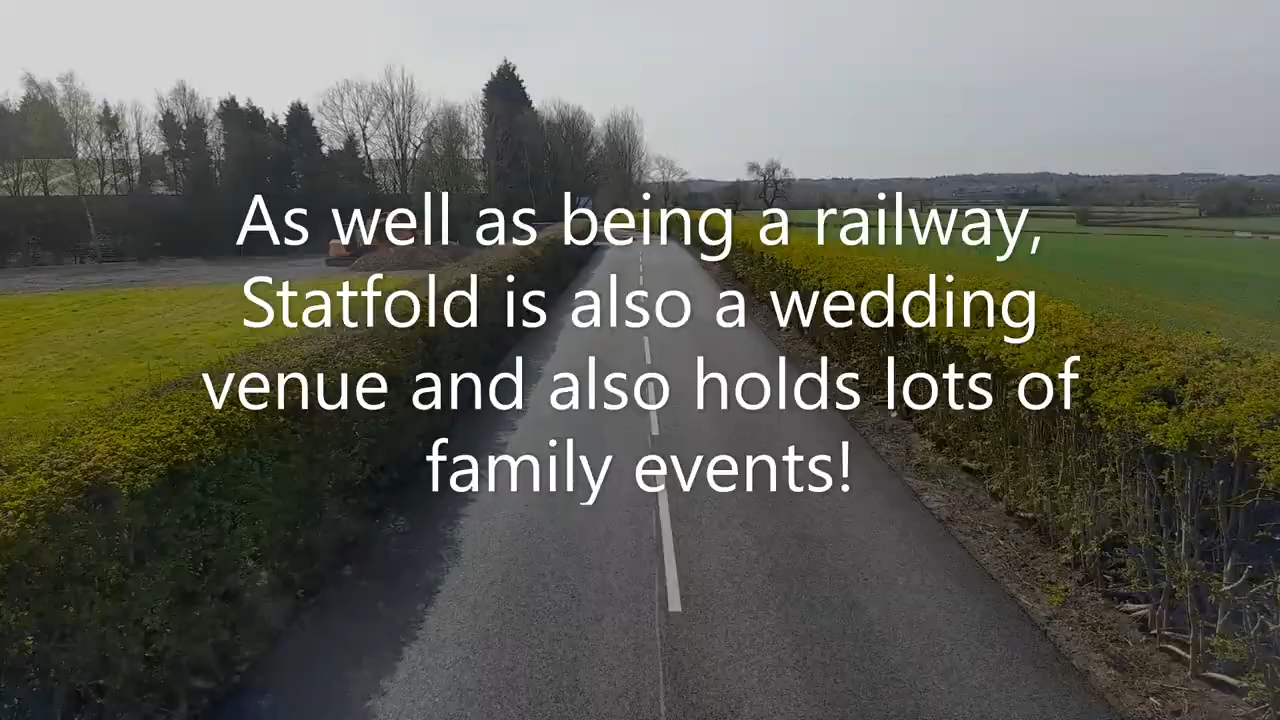 As well as being a railway,
Statfold is also a wedding
venue and also holds lots of
family events!